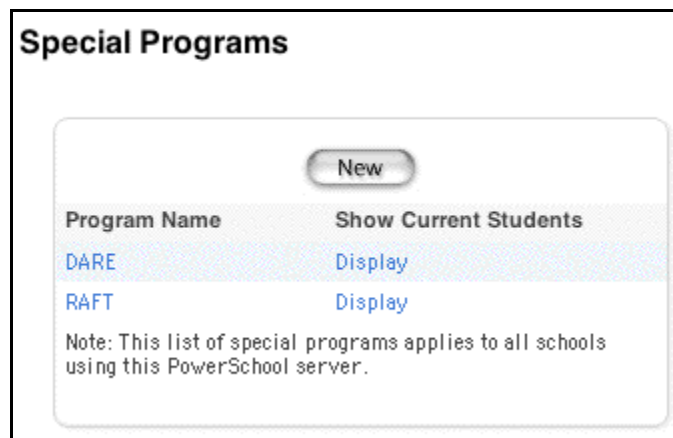 Special Programs
New
Program Name Show Current Students
DARE Display
RAFT Display
Note: This list of special programs applies to all schools
using this PowerSchool server.